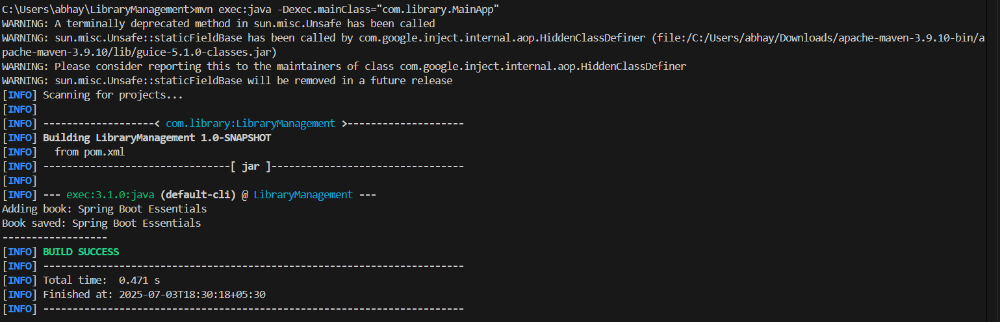 C:\Users\abhay\LibraryManagement>mvn exec:java -Dexec.mainClass="com.library.MainApp"
WARNING: A terminally deprecated method in sun.misc.Unsafe has been called
WARNING: sun.misc.Unsafe::staticFieldBase has been called by com.google.inject.internal.aop.HiddenClassDefiner (file:/C:/Users/abhay/Downloads/apache-maven-3.9.10-bin/a
pache-maven-3.9.10/lib/guice-5.1.0-classes.jar)
WARNING: Please consider reporting this to the maintainers of class com.google.inject.internal.aop.HiddenClassDefiner
WARNING: sun.misc.Unsafe::staticFieldBase will be removed in a future release
[INFO] Scanning for projects...
[INFO]
[INFO] -------------------< com.library:LibraryManagement >--------------------
[INFO] Building LibraryManagement 1.0-SNAPSHOT
[INFO]   from pom.xml
[INFO] --------------------------------[ jar ]---------------------------------
[INFO]
[INFO] --- exec:3.1.0:java (default-cli) @ LibraryManagement ---
Adding book: Spring Boot Essentials
Book saved: Spring Boot Essentials
------------------
[INFO] BUILD SUCCESS
[INFO] ------------------------------------------------------------------------
[INFO] Total time:  0.471 s
[INFO] Finished at: 2025-07-03T18:30:18+05:30
[INFO] ------------------------------------------------------------------------